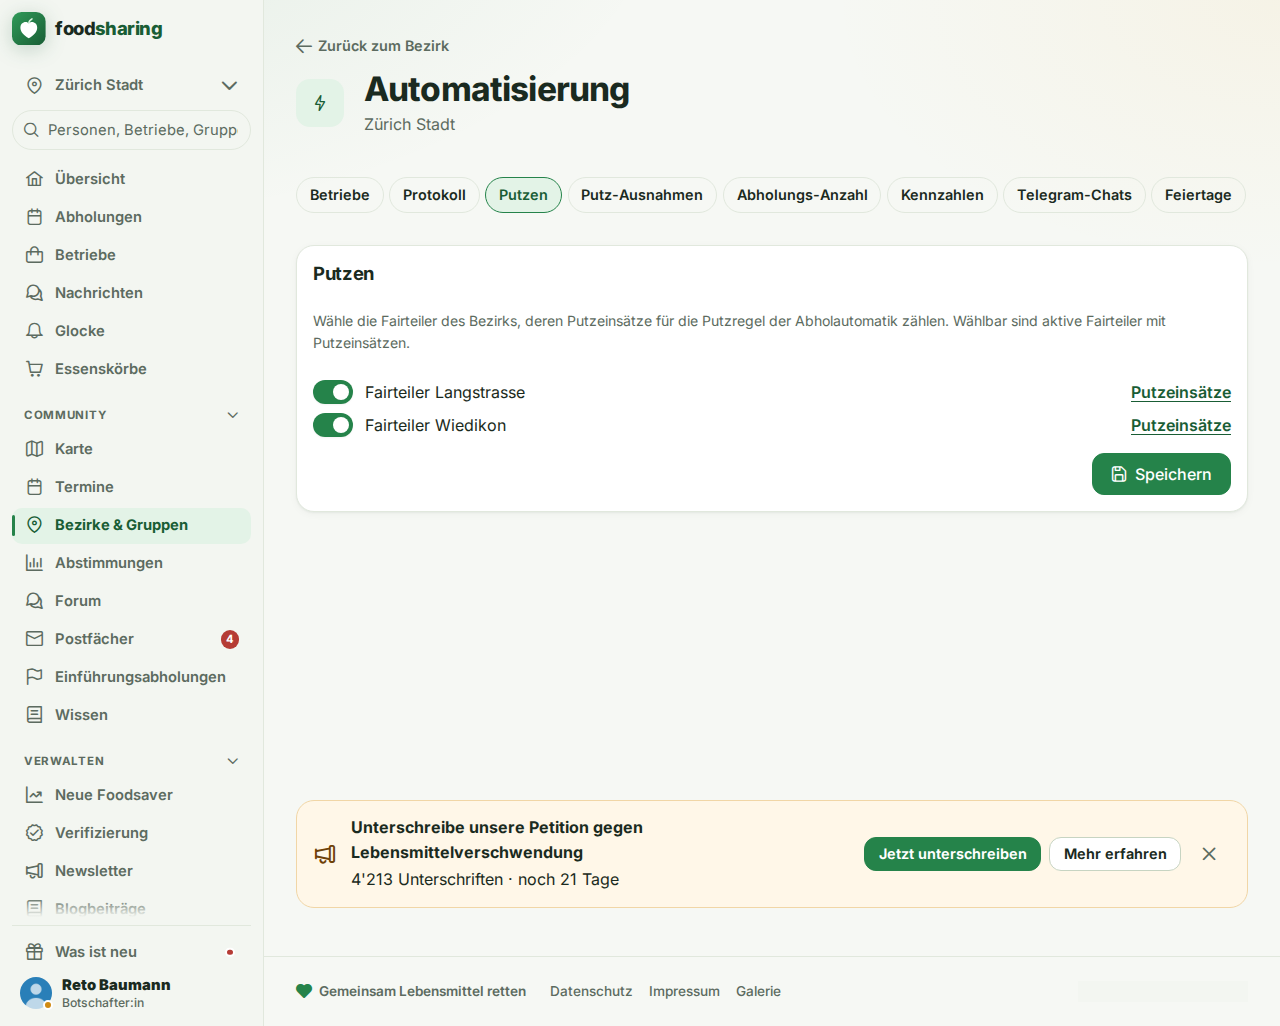 foodsharing
Zürich Stadt
Personen, Betriebe, Grupp
Übersicht
Abholungen
Betriebe
Nachrichten
Glocke
Essenskörbe
COMMUNITY
Karte
Termine
Bezirke & Gruppen
Abstimmungen
Forum
Postfächer 4
Einführungsabholungen
Wissen
VERWALTEN
Neue Foodsaver
Verifizierung
Newsletter
Blogbeiträge
Was ist neu
Reto Baumann
Botschafter:in
Zurück zum Bezirk
Automatisierung
Zürich Stadt
Betriebe Protokoll Putzen Putz-Ausnahmen Abholungs-Anzahl Kennzahlen Telegram-Chats Feiertage
Putzen
Wähle die Fairteiler des Bezirks, deren Putzeinsätze für die Putzregel der Abholautomatik zählen. Wählbar sind aktive Fairteiler mit
Putzeinsätzen.
Fairteiler Langstrasse Putzeinsätze
Fairteiler Wiedikon Putzeinsätze
Speichern
Unterschreibe unsere Petition gegen
Lebensmittelverschwendung
4'213 Unterschriften · noch 21 Tage
Jetzt unterschreiben Mehr erfahren
Gemeinsam Lebensmittel retten Datenschutz Impressum Galerie